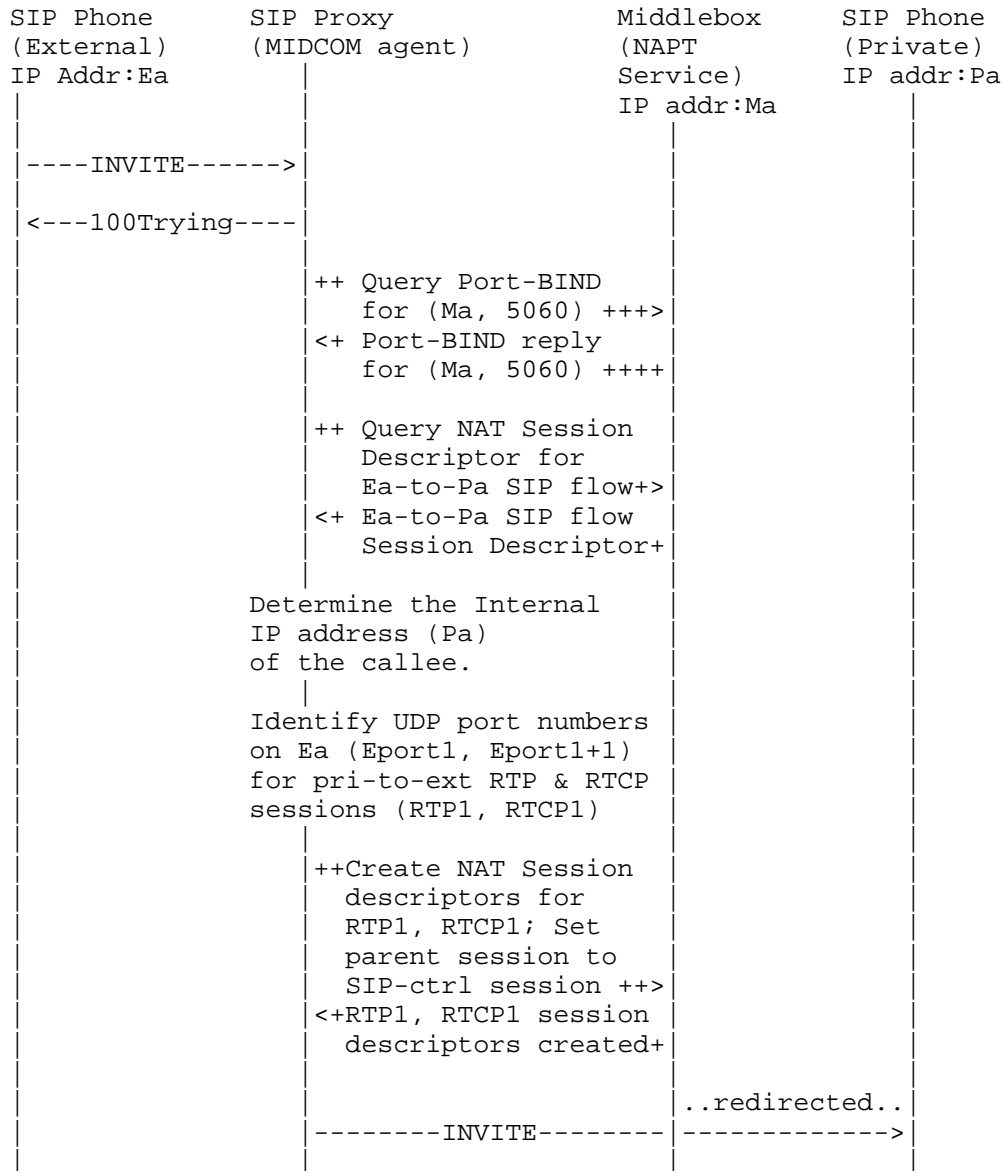 SIP Phone       SIP Proxy               Middlebox     SIP Phone
(External)     (MIDCOM agent)          (NAPT         (Private)
IP Addr:Ea         |                    Service)      IP addr:Pa
|                  |                    IP addr:Ma       |
|                  |                       |              |
|----INVITE------>|                       |              |
|                  |                       |              |
|<---100Trying----|                       |              |
|                  |                       |              |
|                  |++ Query Port-BIND     |              |
|                  |   for (Ma, 5060) +++>|              |
|                  |<+ Port-BIND reply     |              |
|                  |   for (Ma, 5060) ++++|              |
|                  |                       |              |
|                  |++ Query NAT Session   |              |
|                  |   Descriptor for      |              |
|                  |   Ea-to-Pa SIP flow+>|              |
|                  |<+ Ea-to-Pa SIP flow   |              |
|                  |   Session Descriptor+|              |
|                  |                       |              |
|               Determine the Internal     |              |
|               IP address (Pa)            |              |
|               of the callee.             |              |
|                  |                       |              |
|               Identify UDP port numbers  |              |
|               on Ea (Eport1, Eport1+1)   |              |
|               for pri-to-ext RTP & RTCP  |              |
|               sessions (RTP1, RTCP1)     |              |
|                  |                       |              |
|                  |++Create NAT Session   |              |
|                  |  descriptors for      |              |
|                  |  RTP1, RTCP1; Set     |              |
|                  |  parent session to    |              |
|                  |  SIP-ctrl session ++>|              |
|                  |<+RTP1, RTCP1 session  |              |
|                  |  descriptors created+|              |
|                  |                       |              |
|                  |                       |..redirected..|
|                  |--------INVITE--------|------------->|
|                  |                       |              |